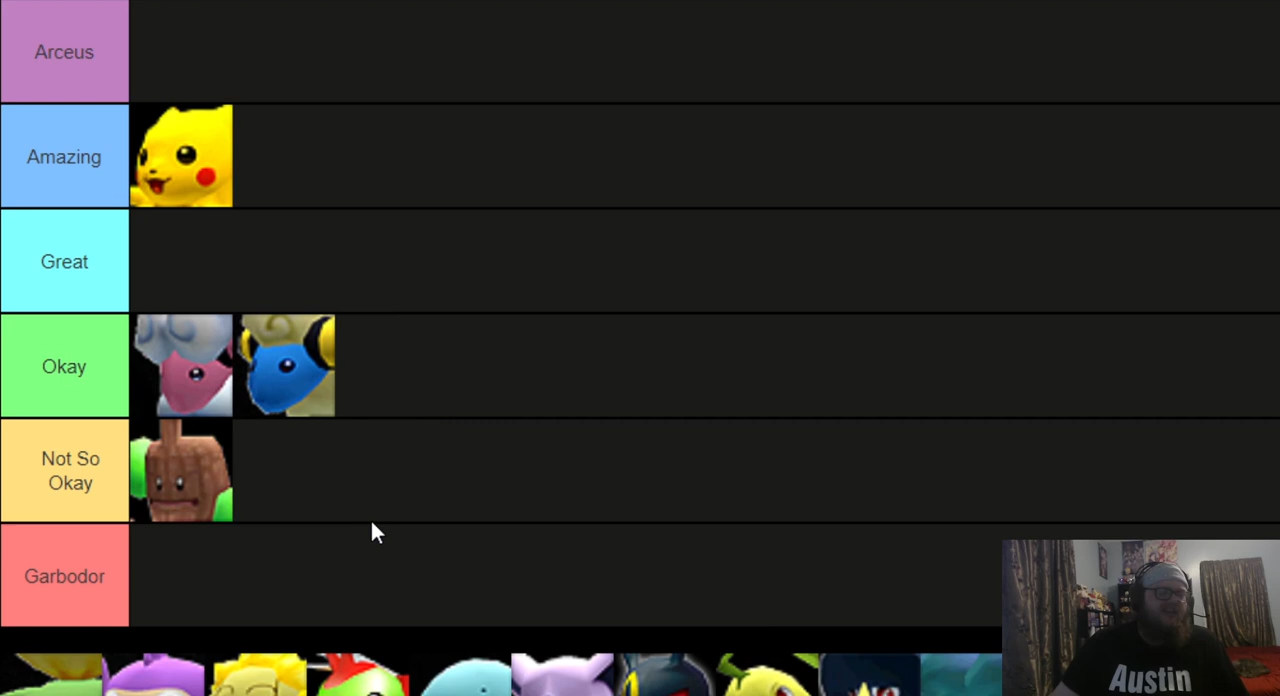 Arceus
Amazing
Great
Okay
Not So
Okay
Garbodor
Austin